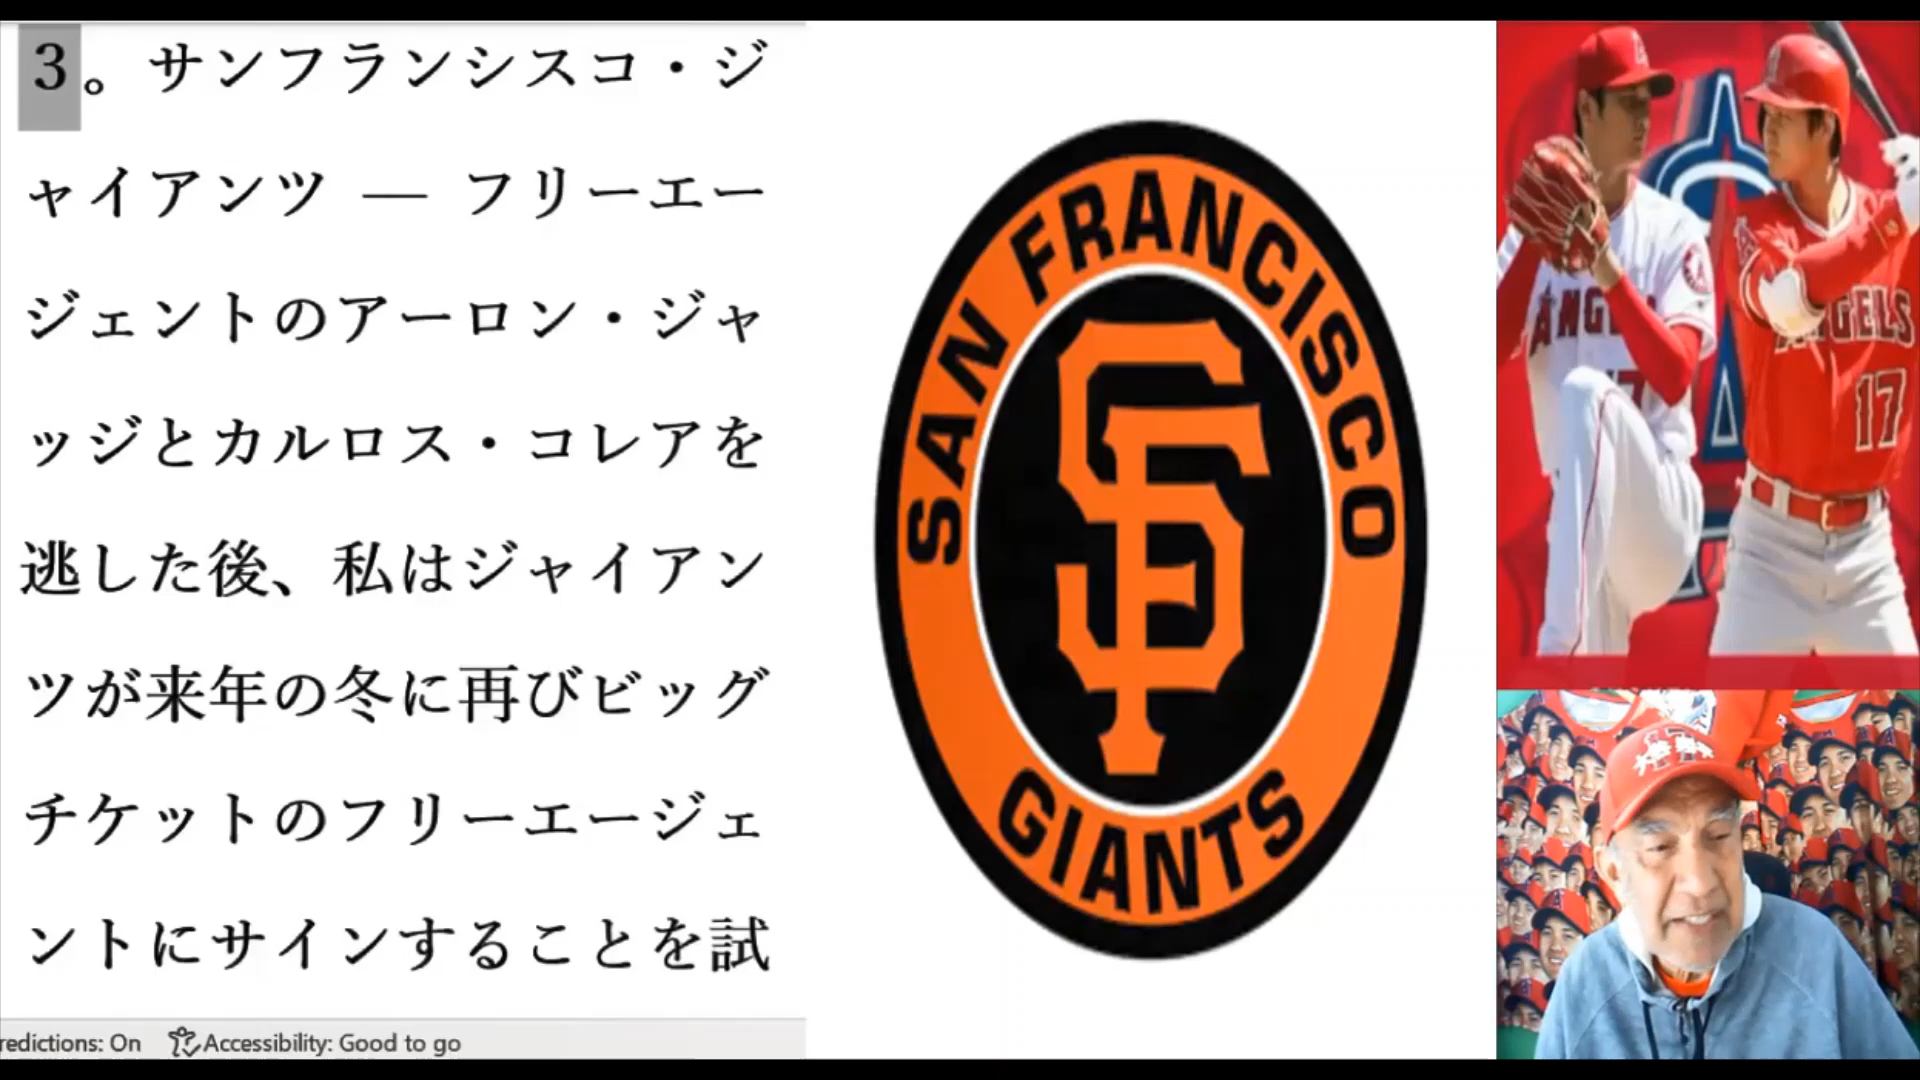 3。サンフランシスコ・ジ
ャイアンツ — フリーエー
ジェントのアーロン・ジャ
ッジとカルロス・コレアを
逃した後、私はジャイアン
ツが来年の冬に再びビッグ
チケットのフリーエージェ
ントにサインすることを試
redictions: On Accessibility: Good to go
SAN FRANCISCO
SF
GIANTS
ANGELS
17